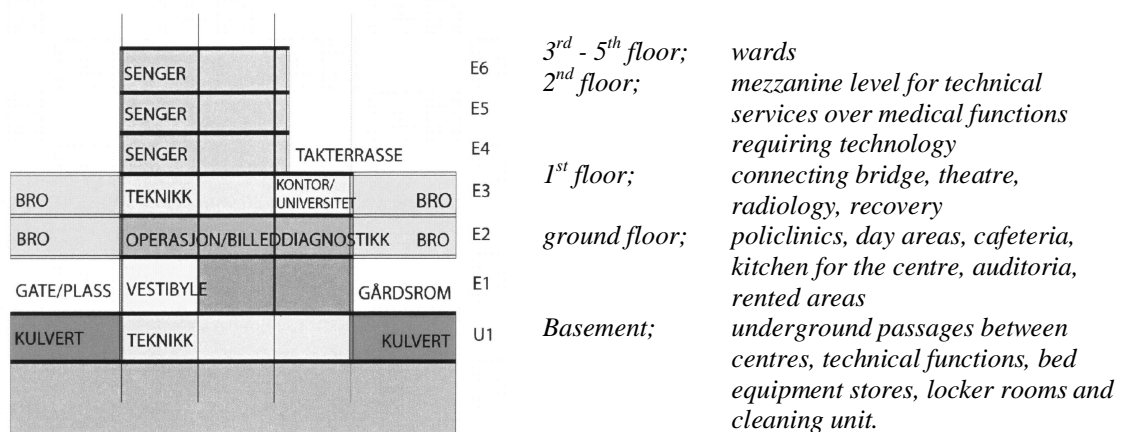 SENGER
E6
SENGER
E5
SENGER
TAKTERRASSE
E4
BRO
TEKNIKK
KONTOR/
UNIVERSITET
BRO
E3
BRO
OPERASJON/BILLEDDIAGNOSTIKK
BRO
E2
GATE/PLASS
VESTIBYLE
GÅRDSROM
E1
KULVERT
TEKNIKK
KULVERT
U1
3rd - 5th floor; wards
2nd floor; mezzanine level for technical
services over medical functions
requiring technology
1st floor; connecting bridge, theatre,
radiology, recovery
ground floor; policlinics, day areas, cafeteria,
kitchen for the centre, auditoria,
rented areas
Basement; underground passages between
centres, technical functions, bed
equipment stores, locker rooms and
cleaning unit.